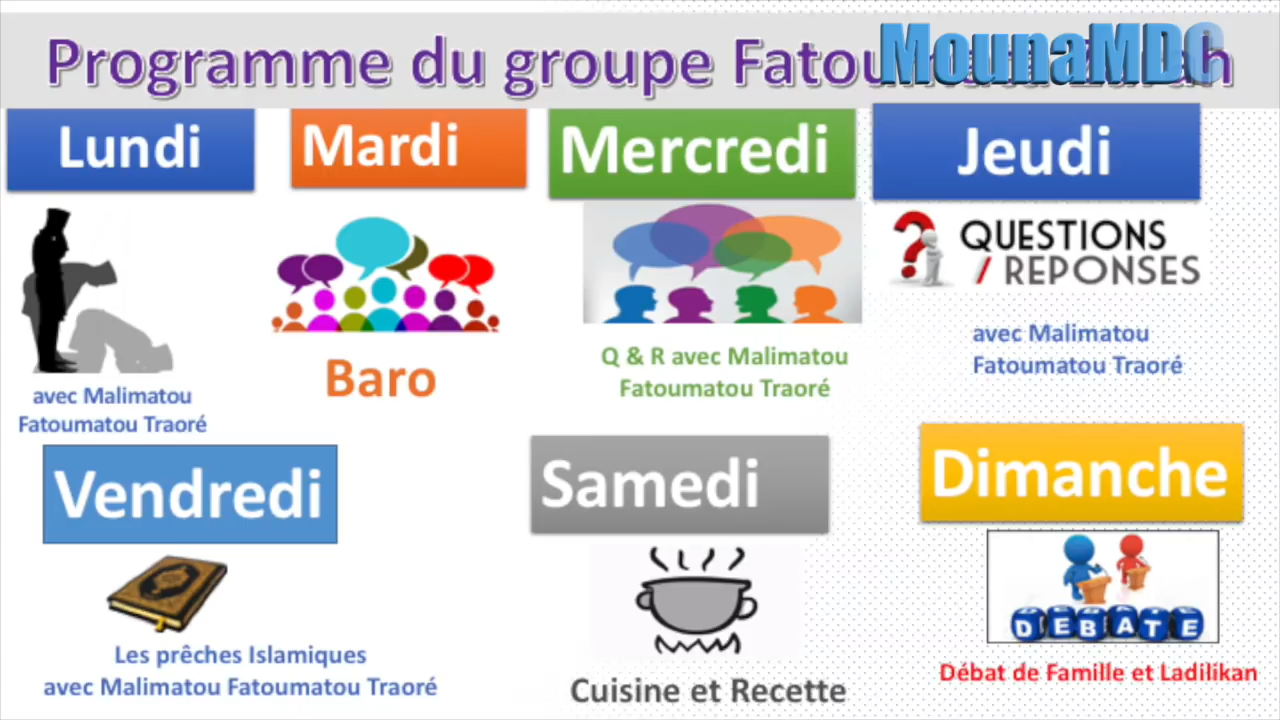 Programme du groupe
MounaMDC
Lundi
Mardi
Mercredi
Jeudi
QUESTIONS
/ REPONSES
avec Malimatou
Fatoumatou Traoré
Baro
Q & R avec Malimatou
Fatoumatou Traoré
avec Malimatou
Fatoumatou Traoré
Vendredi
Samedi
Dimanche
DEBATE
Les prêches Islamiques
avec Malimatou Fatoumatou Traoré
Cuisine et Recette
Débat de Famille et Ladilikan